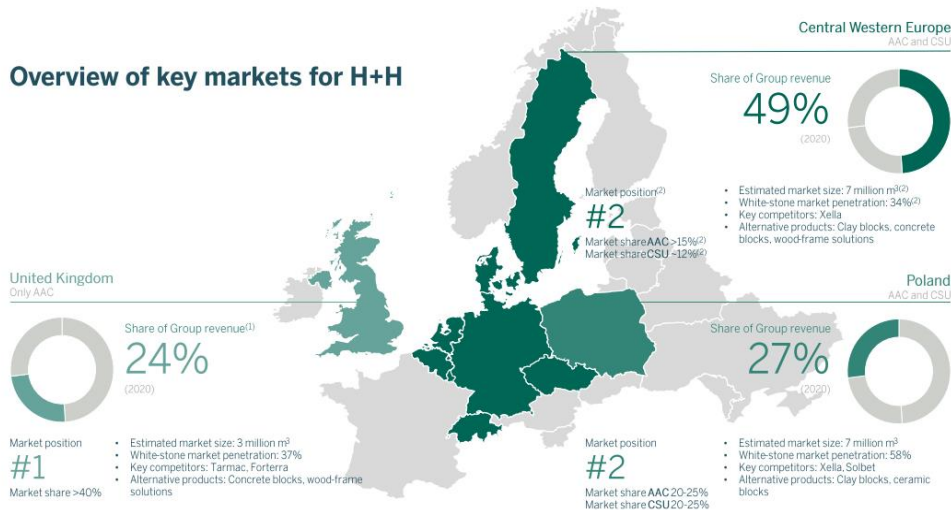 Overview of key markets for H+H
Central Western Europe
AAC and CSU
Share of Group revenue
49%
(2020)
Market position(2)
#2
Market share AAC >15%(2)
Market share CSU ~12%(2)
• Estimated market size: 7 million m3(2)
• White-stone market penetration: 34%(2)
• Key competitors: Xella
• Alternative products: Clay blocks, concrete
blocks, wood-frame solutions
United Kingdom
Only AAC
Share of Group revenue(1)
24%
(2020)
Market position
#1
Market share >40%
• Estimated market size: 3 million m3
• White-stone market penetration: 37%
• Key competitors: Tarmac, Forterra
• Alternative products: Concrete blocks, wood-frame
solutions
Poland
AAC and CSU
Share of Group revenue
27%
(2020)
Market position
#2
Market share AAC 20-25%
Market share CSU 20-25%
• Estimated market size: 7 million m3
• White-stone market penetration: 58%
• Key competitors: Xella, Solbet
• Alternative products: Clay blocks, ceramic
blocks